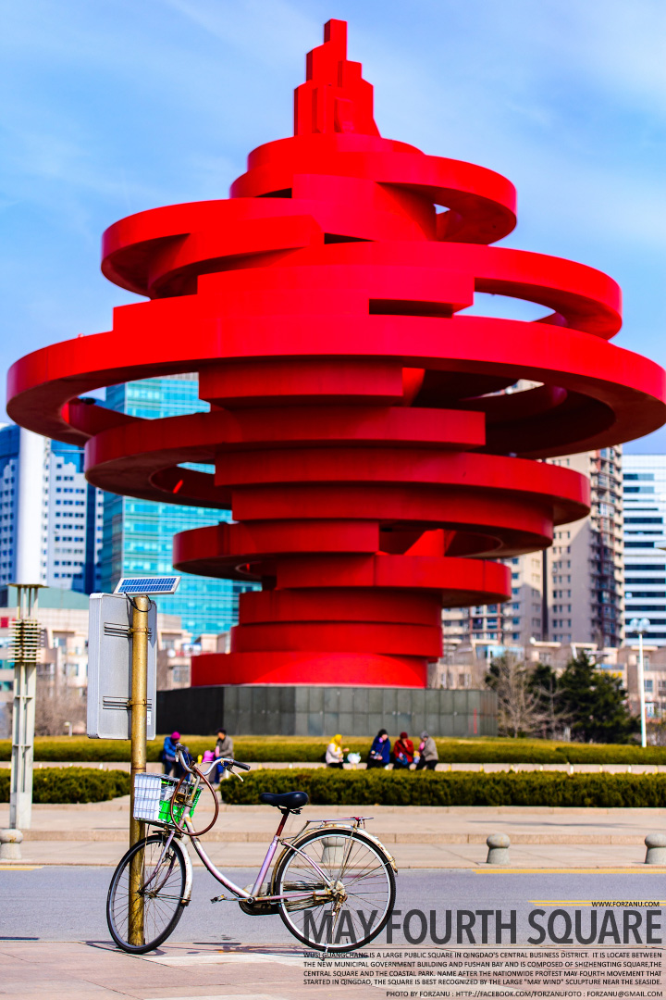 WWW.FORZANU.COM
MAY FOURTH SQUARE
WUSI GUANGCHANG IS A LARGE PUBLIC SQUARE IN QINGDAO'S CENTRAL BUSINESS DISTRICT. IT IS LOCATE BETWEEN
THE NEW MUNICIPAL GOVERNMENT BUILDING AND FUSHAN BAY AND IS COMPOSED OF SHIZHENGTING SQUARE,THE
CENTRAL SQUARE AND THE COASTAL PARK. NAME AFTER THE NATIONWIDE PROTEST MAY FOURTH MOVEMENT THAT
STARTED IN QINGDAO, THE SQUARE IS BEST RECOGNIZED BY THE LARGE "MAY WIND" SCULPTURE NEAR THE SEASIDE.
PHOTO BY FORZANU : HTTP://FACEBOOK.COM/FORZANUFOTO : FORZANU@GMAIL.COM